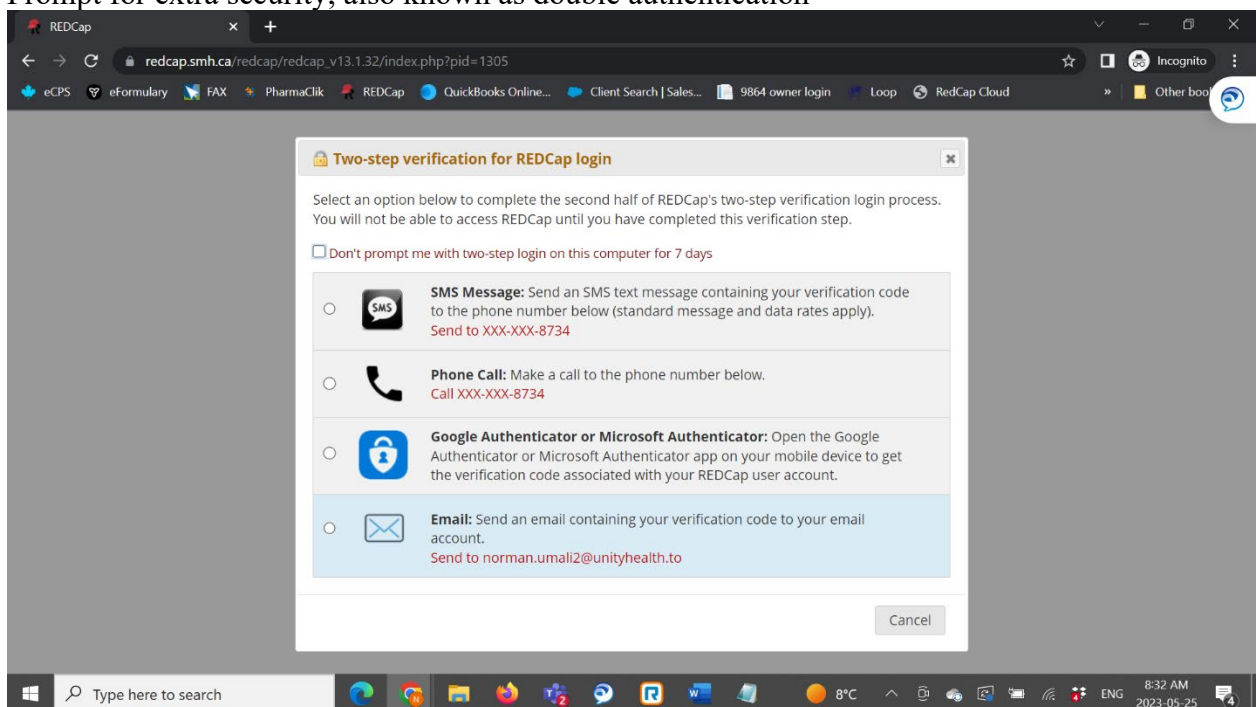 Prompt for extra security, also known as double authentication
REDCap
redcap.smh.ca/redcap/redcap_v13.1.32/index.php?pid=1305
Incognito
eCPS eFormulary FAX PharmaClik REDCap QuickBooks Online... Client Search | Sales... 9864 owner login Loop RedCap Cloud » Other boo
Two-step verification for REDCap login
Select an option below to complete the second half of REDCap's two-step verification login process.
You will not be able to access REDCap until you have completed this verification step.
Don't prompt me with two-step login on this computer for 7 days
SMS Message: Send an SMS text message containing your verification code
SMS
to the phone number below (standard message and data rates apply).
Send to XXX-XXX-8734
Phone Call: Make a call to the phone number below.
Call XXX-XXX-8734
Google Authenticator or Microsoft Authenticator: Open the Google
Authenticator or Microsoft Authenticator app on your mobile device to get
the verification code associated with your REDCap user account.
Email: Send an email containing your verification code to your email
account.
Send to norman.umali2@unityhealth.to
Cancel
Type here to search
8°C
ENG
8:32 AM
2023-05-25
4